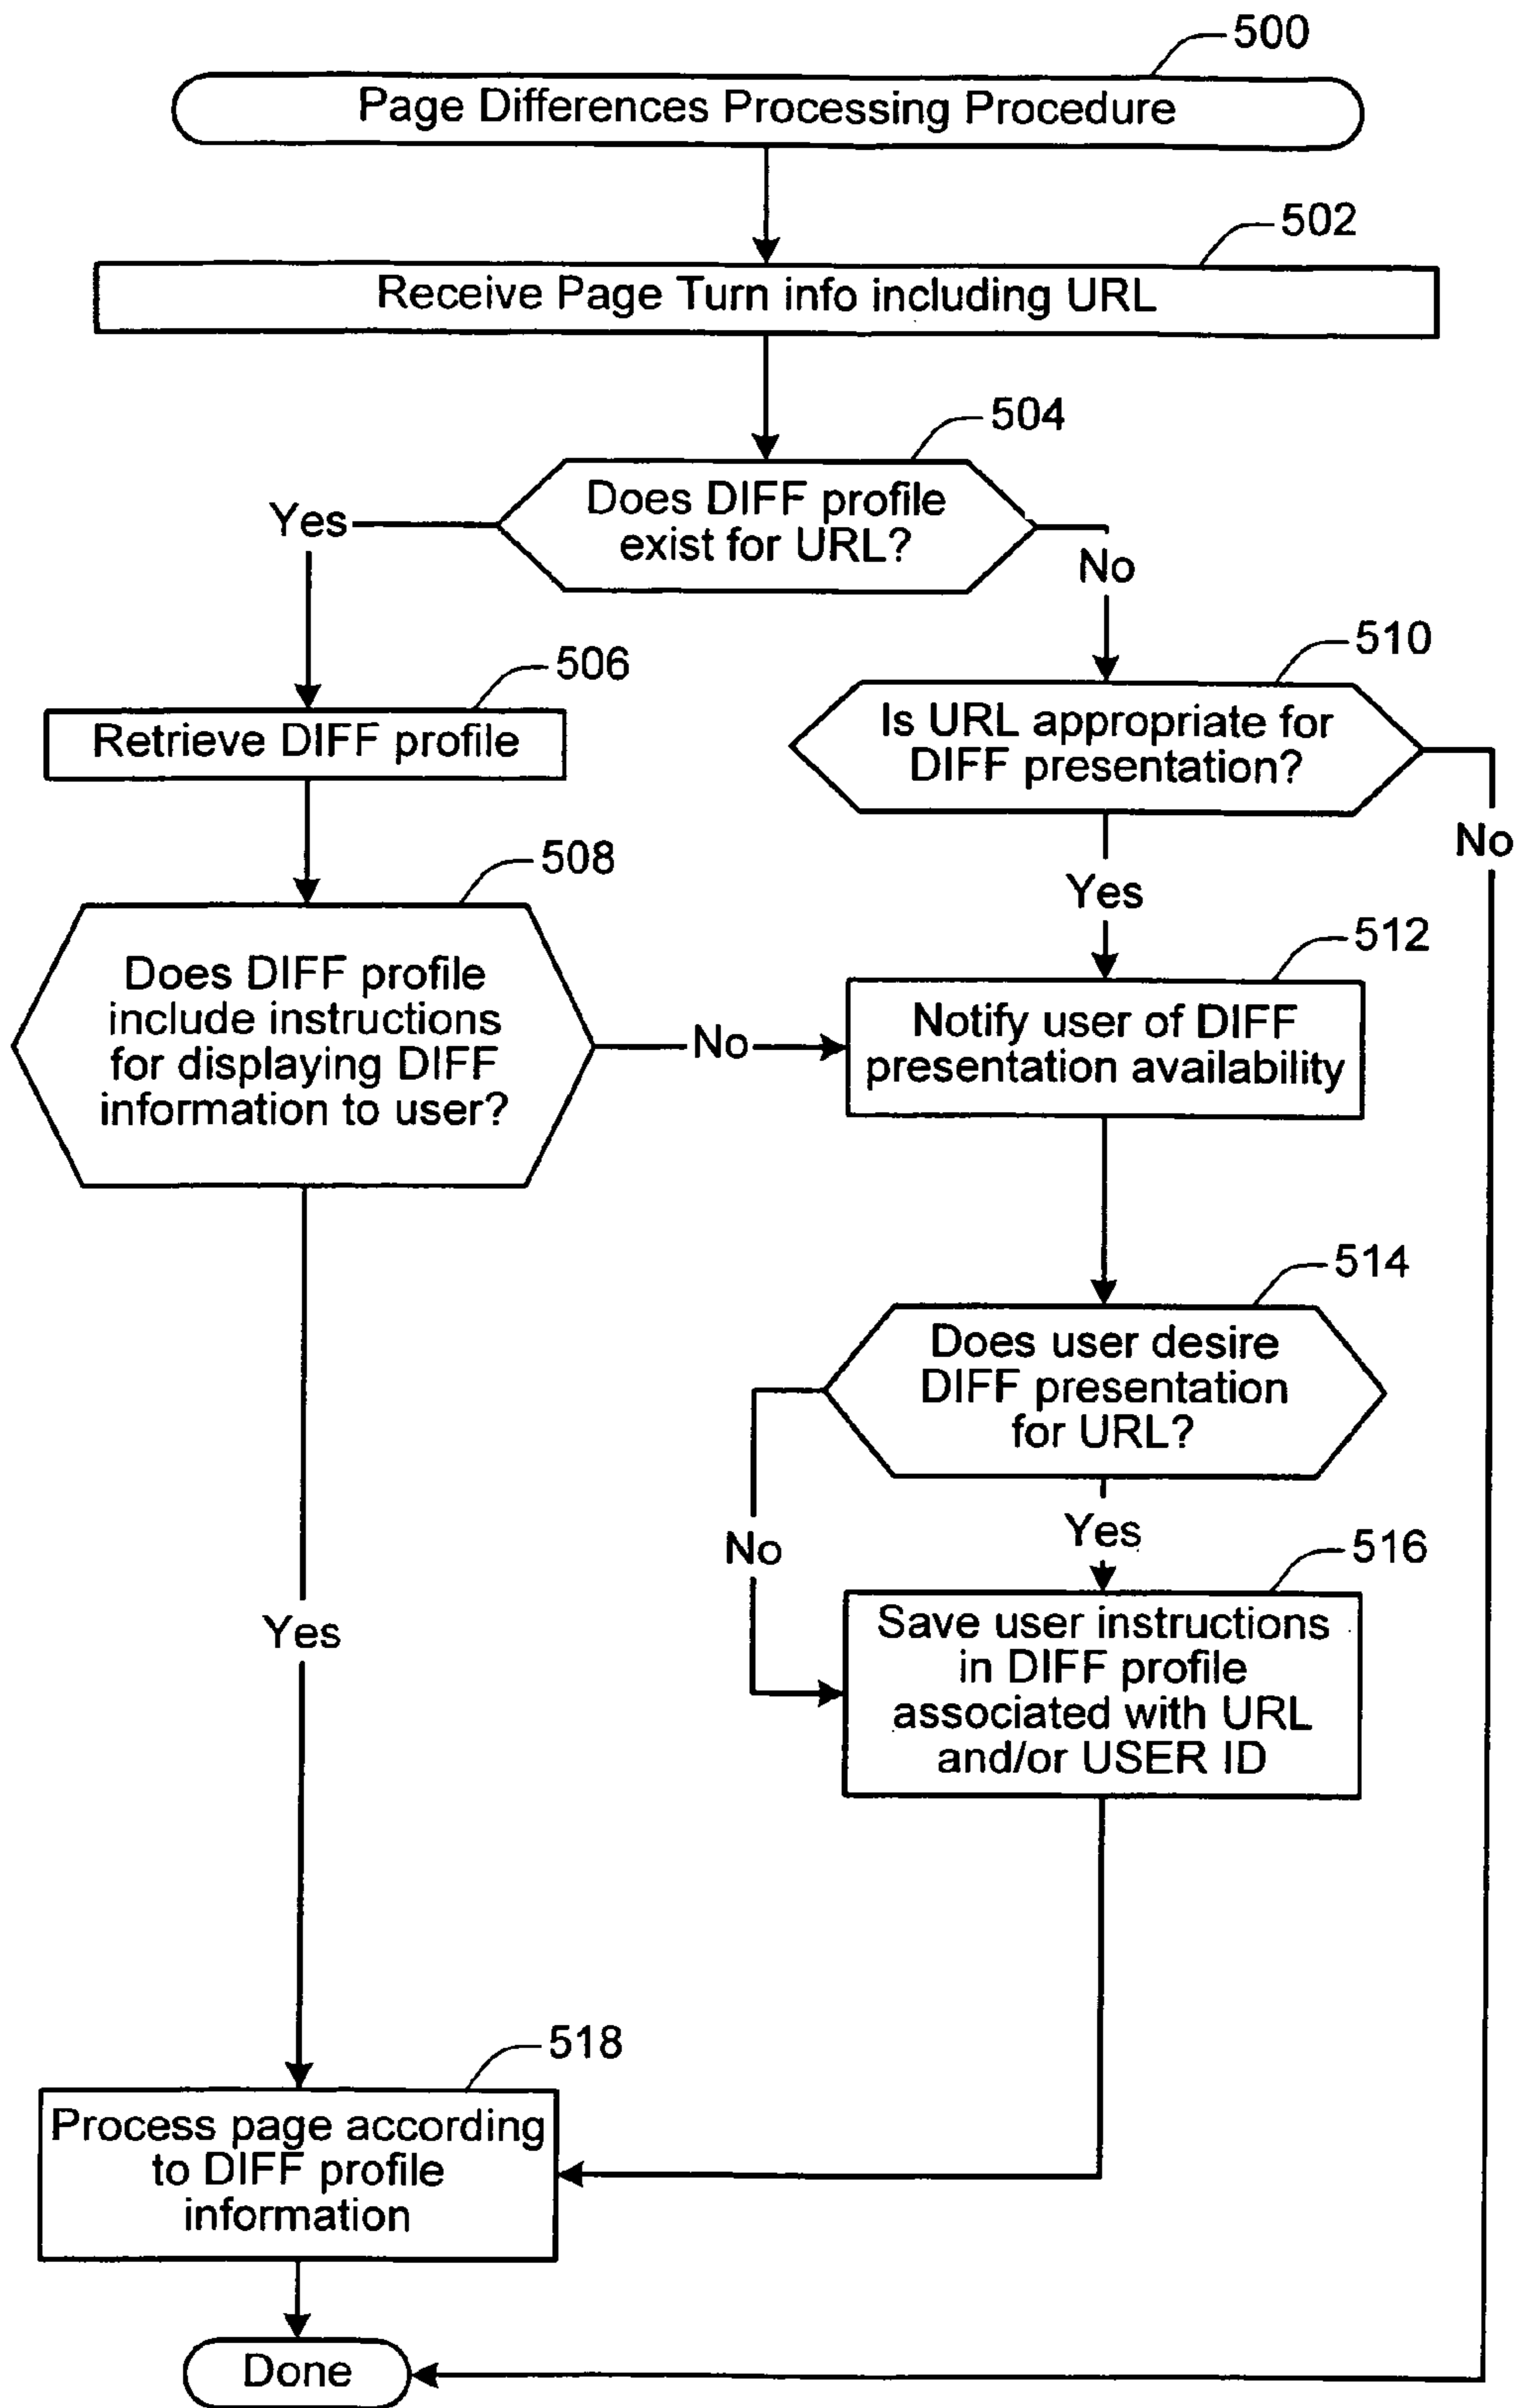 500
Page Differences Processing Procedure
502
Receive Page Turn info including URL
504
Does DIFF profile
exist for URL?
Yes
No
506
Retrieve DIFF profile
510
Is URL appropriate for
DIFF presentation?
No
Yes
508
Does DIFF profile
include instructions
for displaying DIFF
information to user?
No
512
Notify user of DIFF
presentation availability
514
Does user desire
DIFF presentation
for URL?
No
Yes
516
Save user instructions
in DIFF profile
associated with URL
and/or USER ID
Yes
518
Process page according
to DIFF profile
information
Done